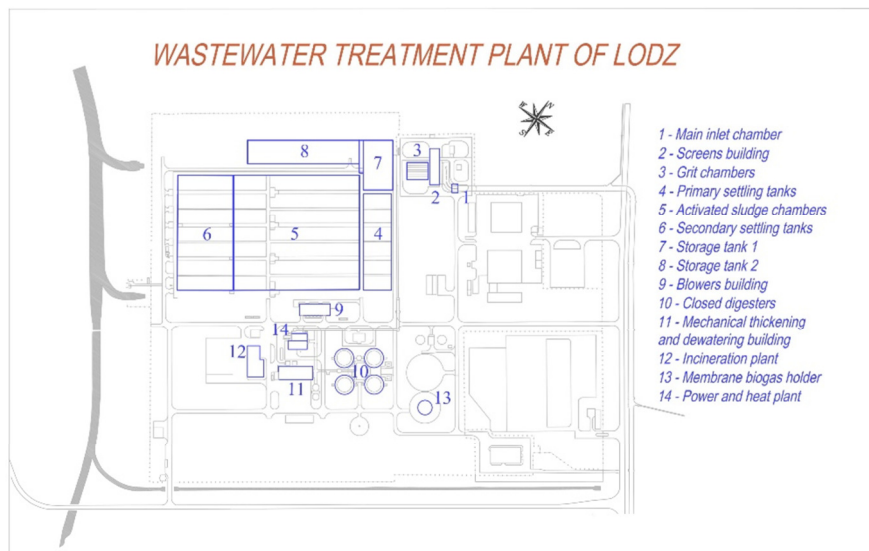 WASTEWATER TREATMENT PLANT OF LODZ
1 - Main inlet chamber
2 - Screens building
3 - Grit chambers
4 - Primary settling tanks
5 - Activated sludge chambers
6 - Secondary settling tanks
7 - Storage tank 1
8 - Storage tank 2
9 - Blowers building
10 - Closed digesters
11 - Mechanical thickening
and dewatering building
12 - Incineration plant
13 - Membrane biogas holder
14 - Power and heat plant
8
7
3
2
1
6
5
4
9
14
12
10
11
13